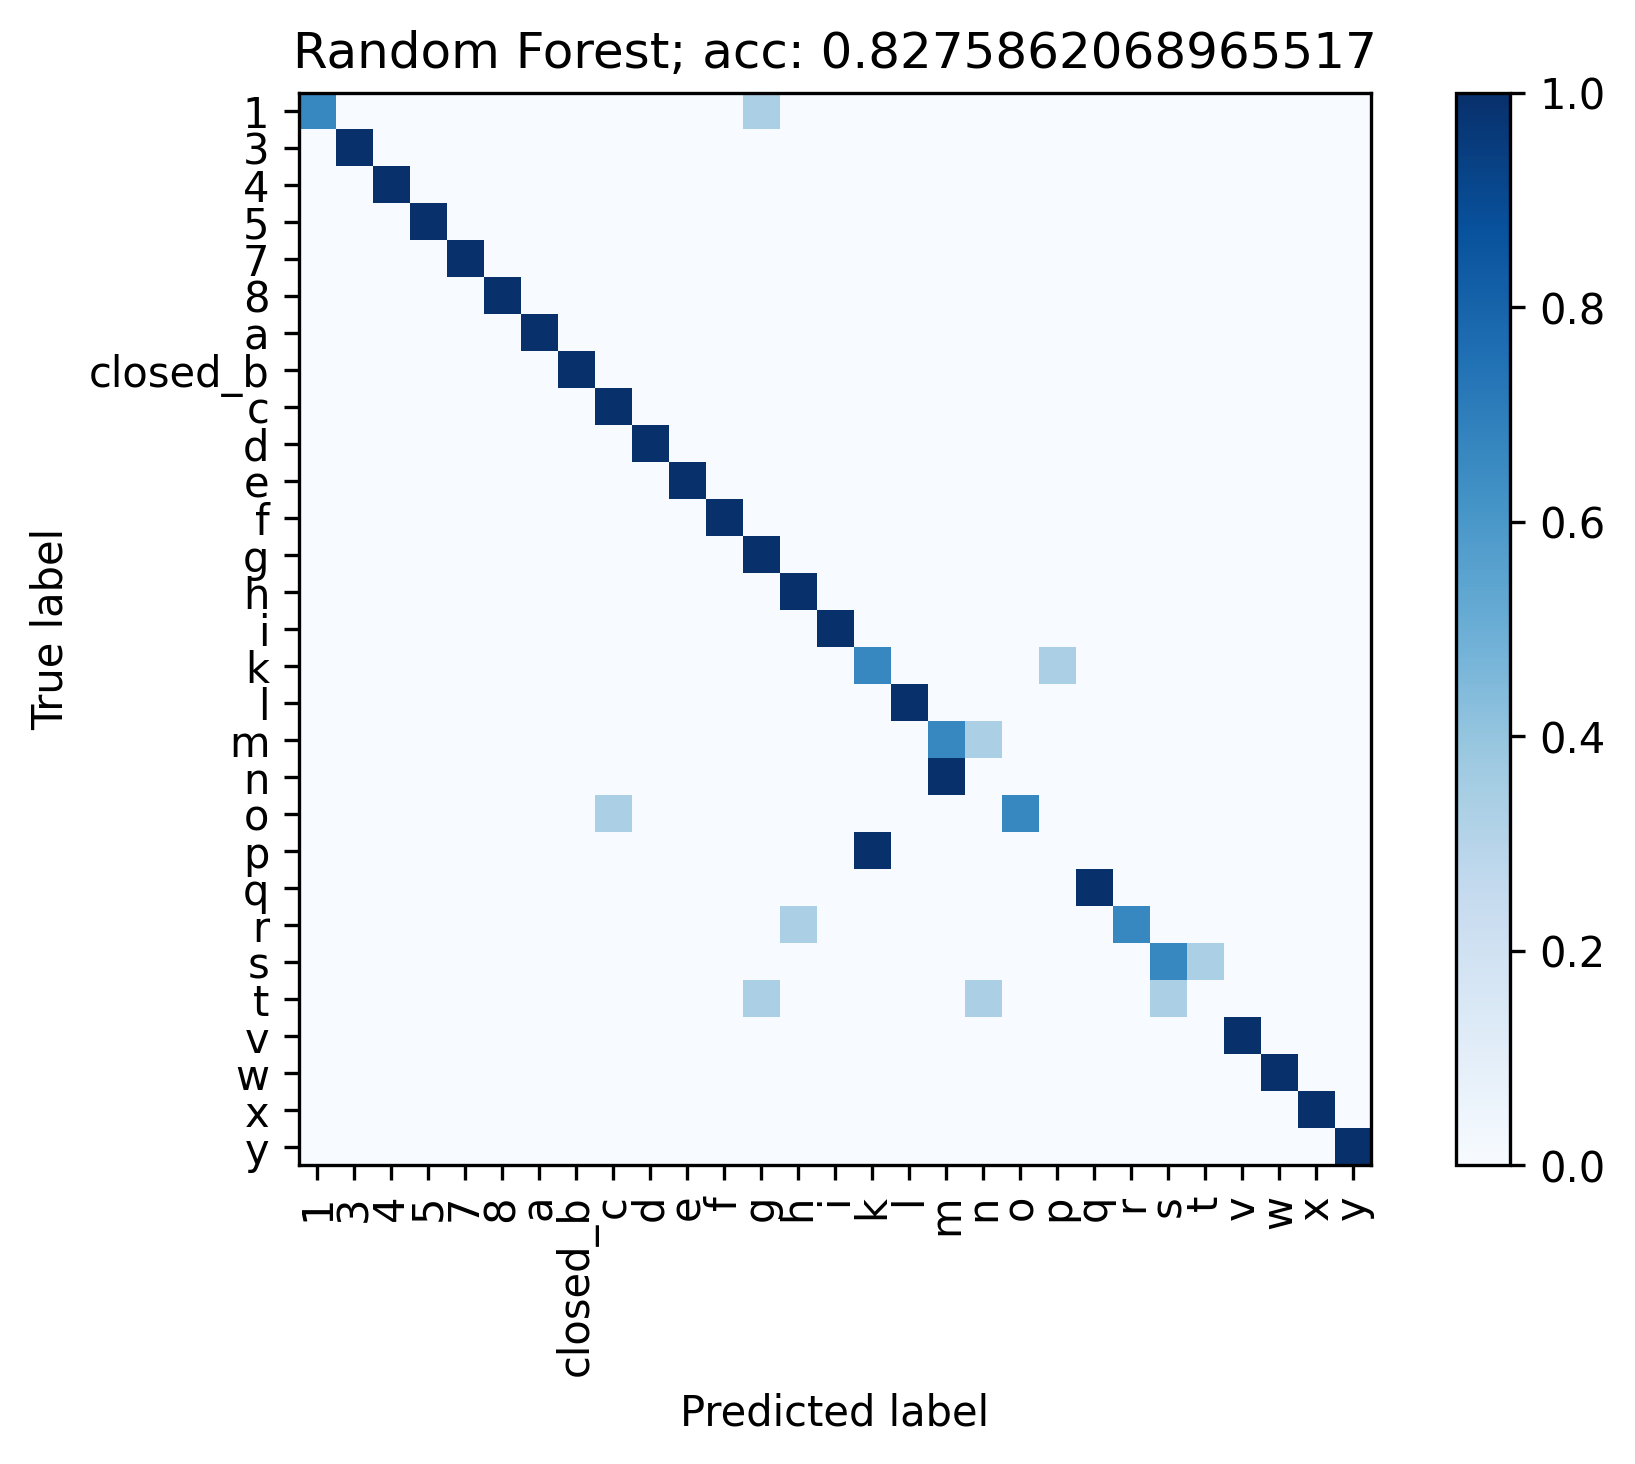 Random Forest; acc: 0.8275862068965517
True label
1
3
4
5
7
8
a
closed_b
c
d
e
f
g
h
i
k
l
m
n
o
p
q
r
s
t
v
w
x
y
1 3 4 5 7 8 a closed_b c d e f g h i k l m n o p q r s t v w x y
Predicted label
1.0
0.8
0.6
0.4
0.2
0.0